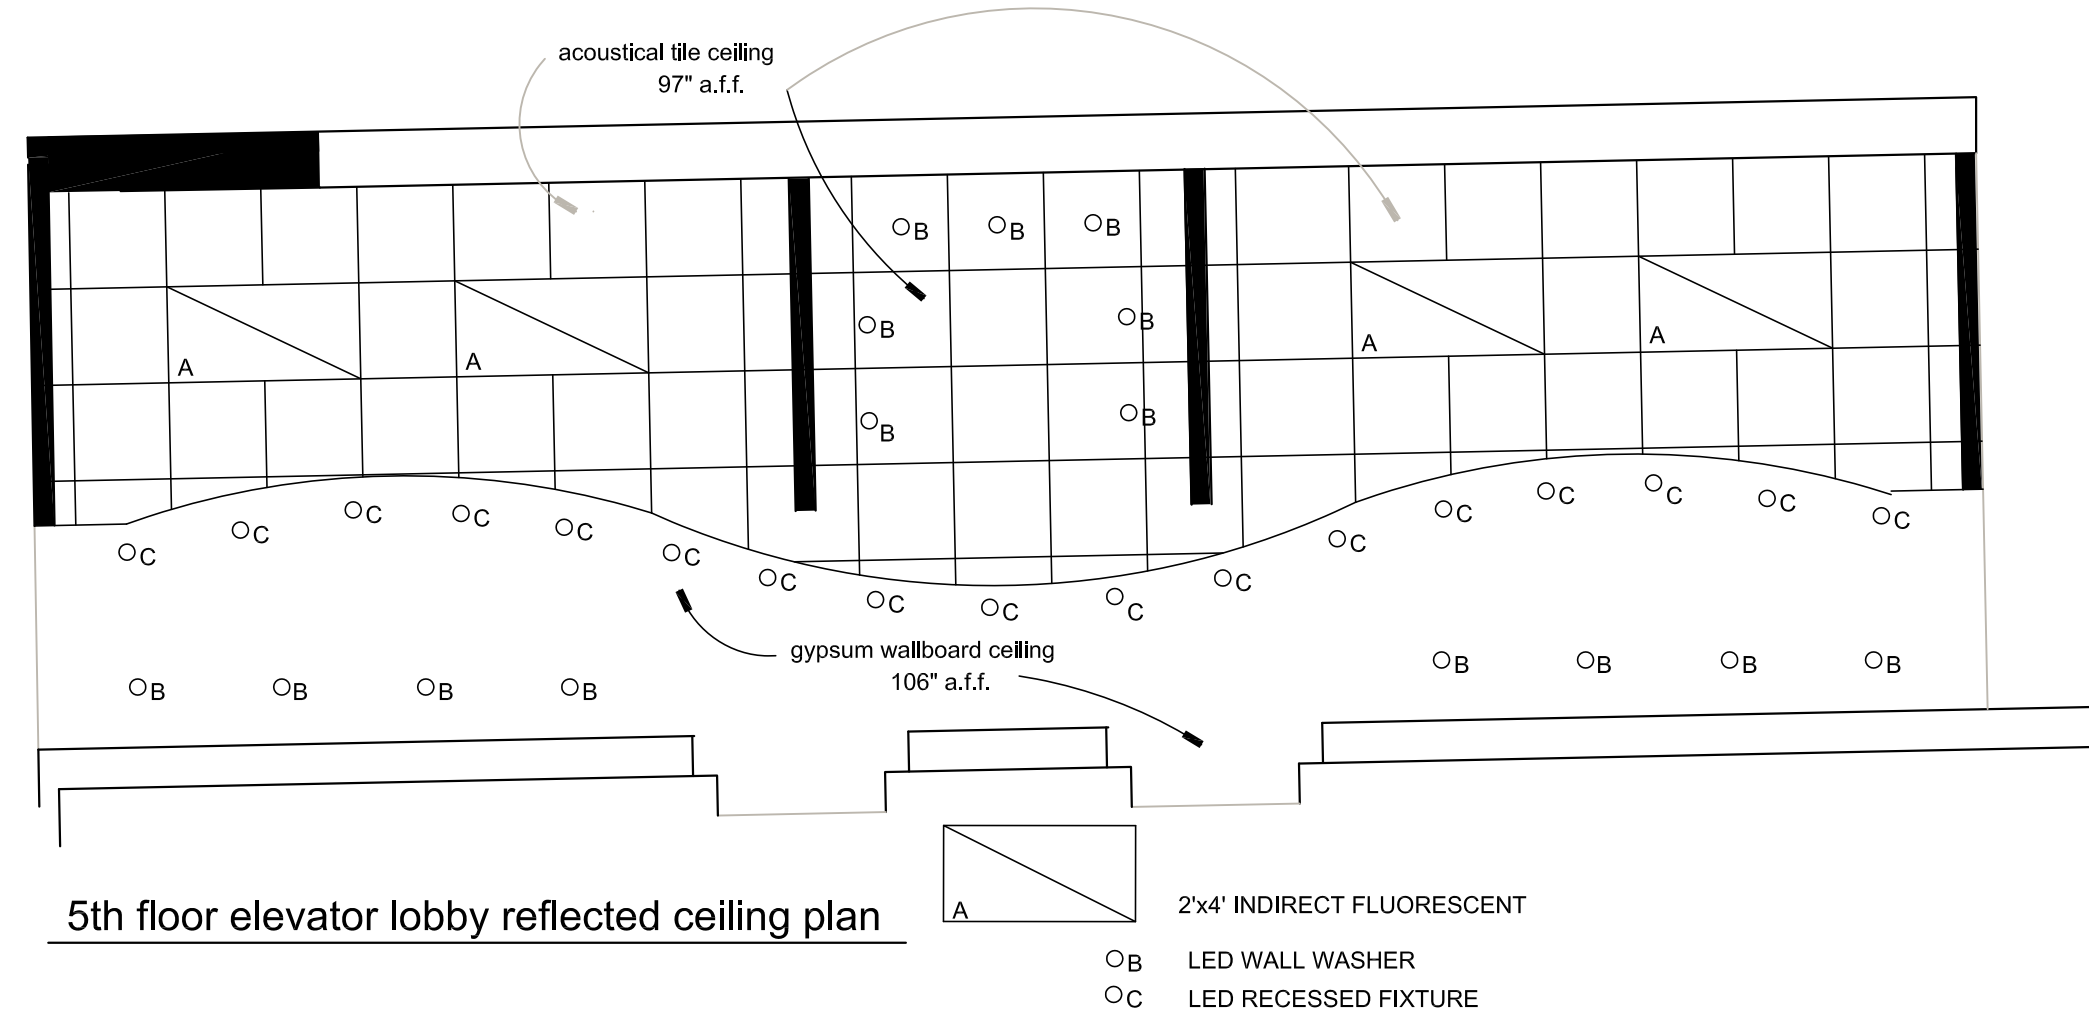 acoustical tile ceiling
97" a.f.f.
B B B
B B
A A A A
B B
C C C C C C C C C C C C C C C C C
gypsum wallboard ceiling
106" a.f.f.
B B B B B B B B
5th floor elevator lobby reflected ceiling plan
A 2'x4' INDIRECT FLUORESCENT
B LED WALL WASHER
C LED RECESSED FIXTURE